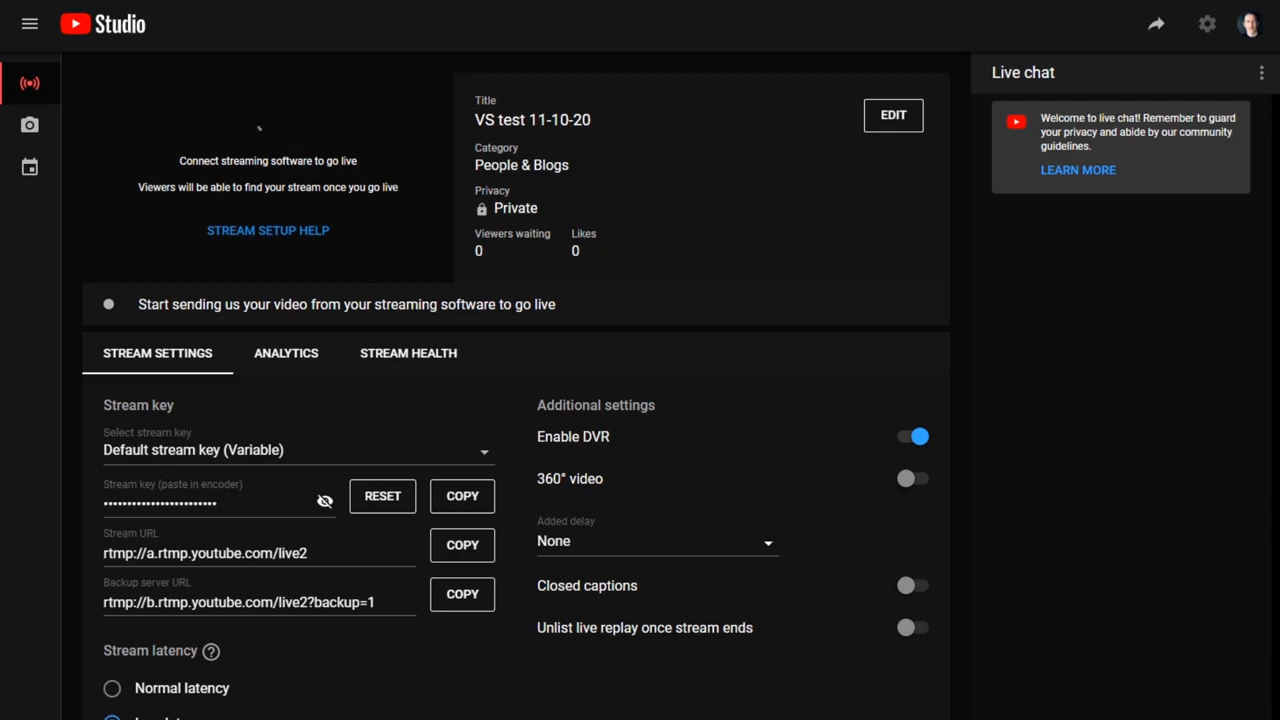 Studio
Connect streaming software to go live
Viewers will be able to find your stream once you go live
STREAM SETUP HELP
Title
VS test 11-10-20
EDIT
Category
People & Blogs
Privacy
Private
Viewers waiting
Likes
0
0
Live chat
Welcome to live chat! Remember to guard
your privacy and abide by our community
guidelines.
LEARN MORE
Start sending us your video from your streaming software to go live
STREAM SETTINGS
ANALYTICS
STREAM HEALTH
Stream key
Select stream key
Default stream key (Variable)
Stream key (paste in encoder)
••••••••••••••••••••••••
RESET
COPY
Stream URL
rtmp://a.rtmp.youtube.com/live2
COPY
Backup server URL
rtmp://b.rtmp.youtube.com/live2?backup=1
COPY
Stream latency
Normal latency
Additional settings
Enable DVR
360° video
Added delay
None
Closed captions
Unlist live replay once stream ends